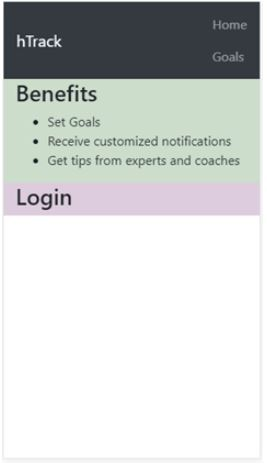 hTrack
Home
Goals
Benefits
Set Goals
Receive customized notifications
Get tips from experts and coaches
Login